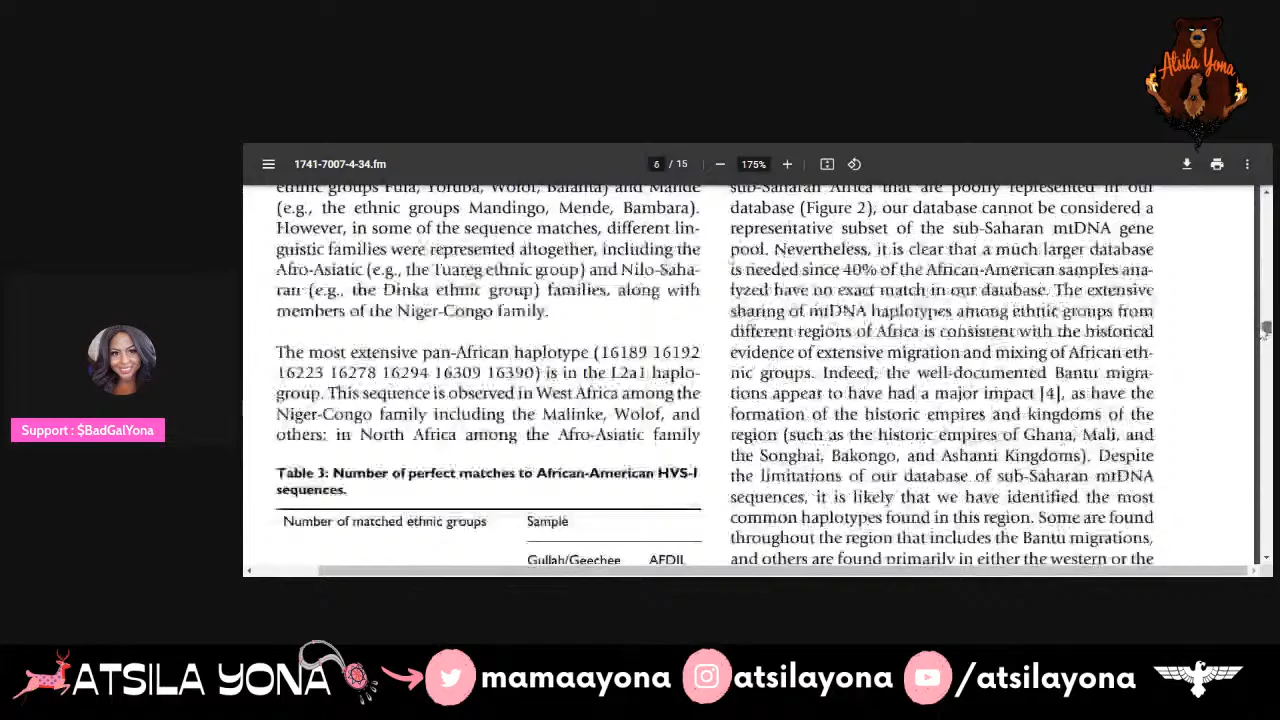 Atsila Yona
1741-7007-4-34.fm
6 / 15
175%
ethnic groups Fula, Yoruba, Wolof, Balanta) and Mande
(e.g., the ethnic groups Mandingo, Mende, Bambara).
However, in some of the sequence matches, different lin-
guistic families were represented altogether, including the
Afro-Asiatic (e.g., the Tuareg ethnic group) and Nilo-Saha-
ran (e.g., the Dinka ethnic group) families, along with
members of the Niger-Congo family.
The most extensive pan-African haplotype (16189 16192
16223 16278 16294 16309 16390) is in the L2a1 haplo-
group. This sequence is observed in West Africa among the
Niger-Congo family including the Malinke, Wolof, and
others; in North Africa among the Afro-Asiatic family
Table 3: Number of perfect matches to African-American HVS-I
sequences.
Number of matched ethnic groups
Sample
Gullah/Geechee
AFDIL
sub-Saharan Africa that are poorly represented in our
database (Figure 2), our database cannot be considered a
representative subset of the sub-Saharan mtDNA gene
pool. Nevertheless, it is clear that a much larger database
is needed since 40% of the African-American samples ana-
lyzed have no exact match in our database. The extensive
sharing of mtDNA haplotypes among ethnic groups from
different regions of Africa is consistent with the historical
evidence of extensive migration and mixing of African eth-
nic groups. Indeed, the well-documented Bantu migra-
tions appear to have had a major impact [4], as have the
formation of the historic empires and kingdoms of the
region (such as the historic empires of Ghana, Mali, and
the Songhai, Bakongo, and Ashanti Kingdoms). Despite
the limitations of our database of sub-Saharan mtDNA
sequences, it is likely that we have identified the most
common haplotypes found in this region. Some are found
throughout the region that includes the Bantu migrations,
and others are found primarily in either the western or the
Support : $BadGalYona
ATSILA YONA
mamaayona
atsilayona
/atsilayona